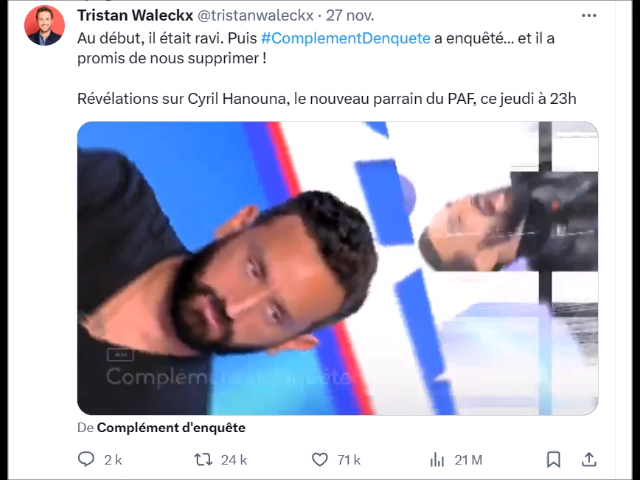 Tristan Waleckx @tristanwaleckx · 27 nov.
Au début, il était ravi. Puis #ComplementDenquete a enquêté... et il a
promis de nous supprimer !
Révélations sur Cyril Hanouna, le nouveau parrain du PAF, ce jeudi à 23h
Complément d'enquête
De Complément d'enquête
2 k 24 k 71 k 21 M